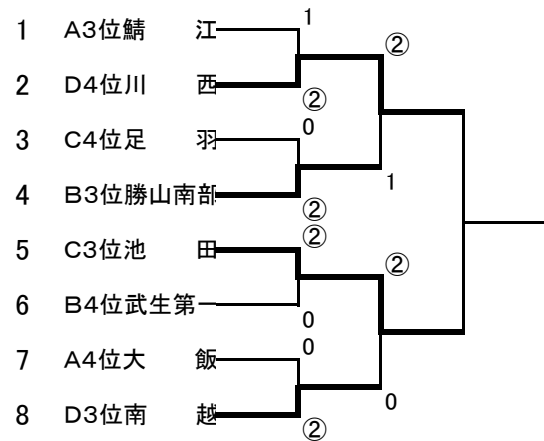 1 A3位鯖 江 1
②
2 D4位川 西 ②
3 C4位足 羽 0
1
4 B3位勝山南部 ②
5 C3位池 田 ②
②
6 B4位武生第一 0
7 A4位大 飯 0
0
8 D3位南 越 ②